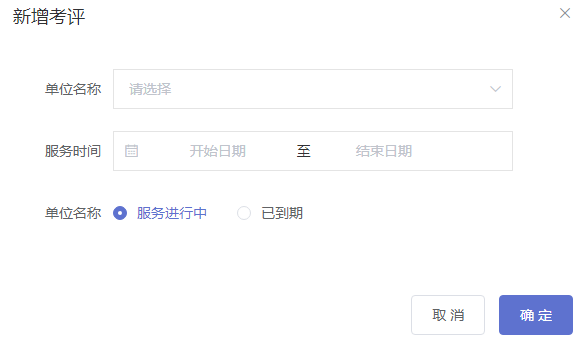 新增考评
单位名称 请选择
服务时间 开始日期 至 结束日期
单位名称 服务进行中 已到期
取消 确定